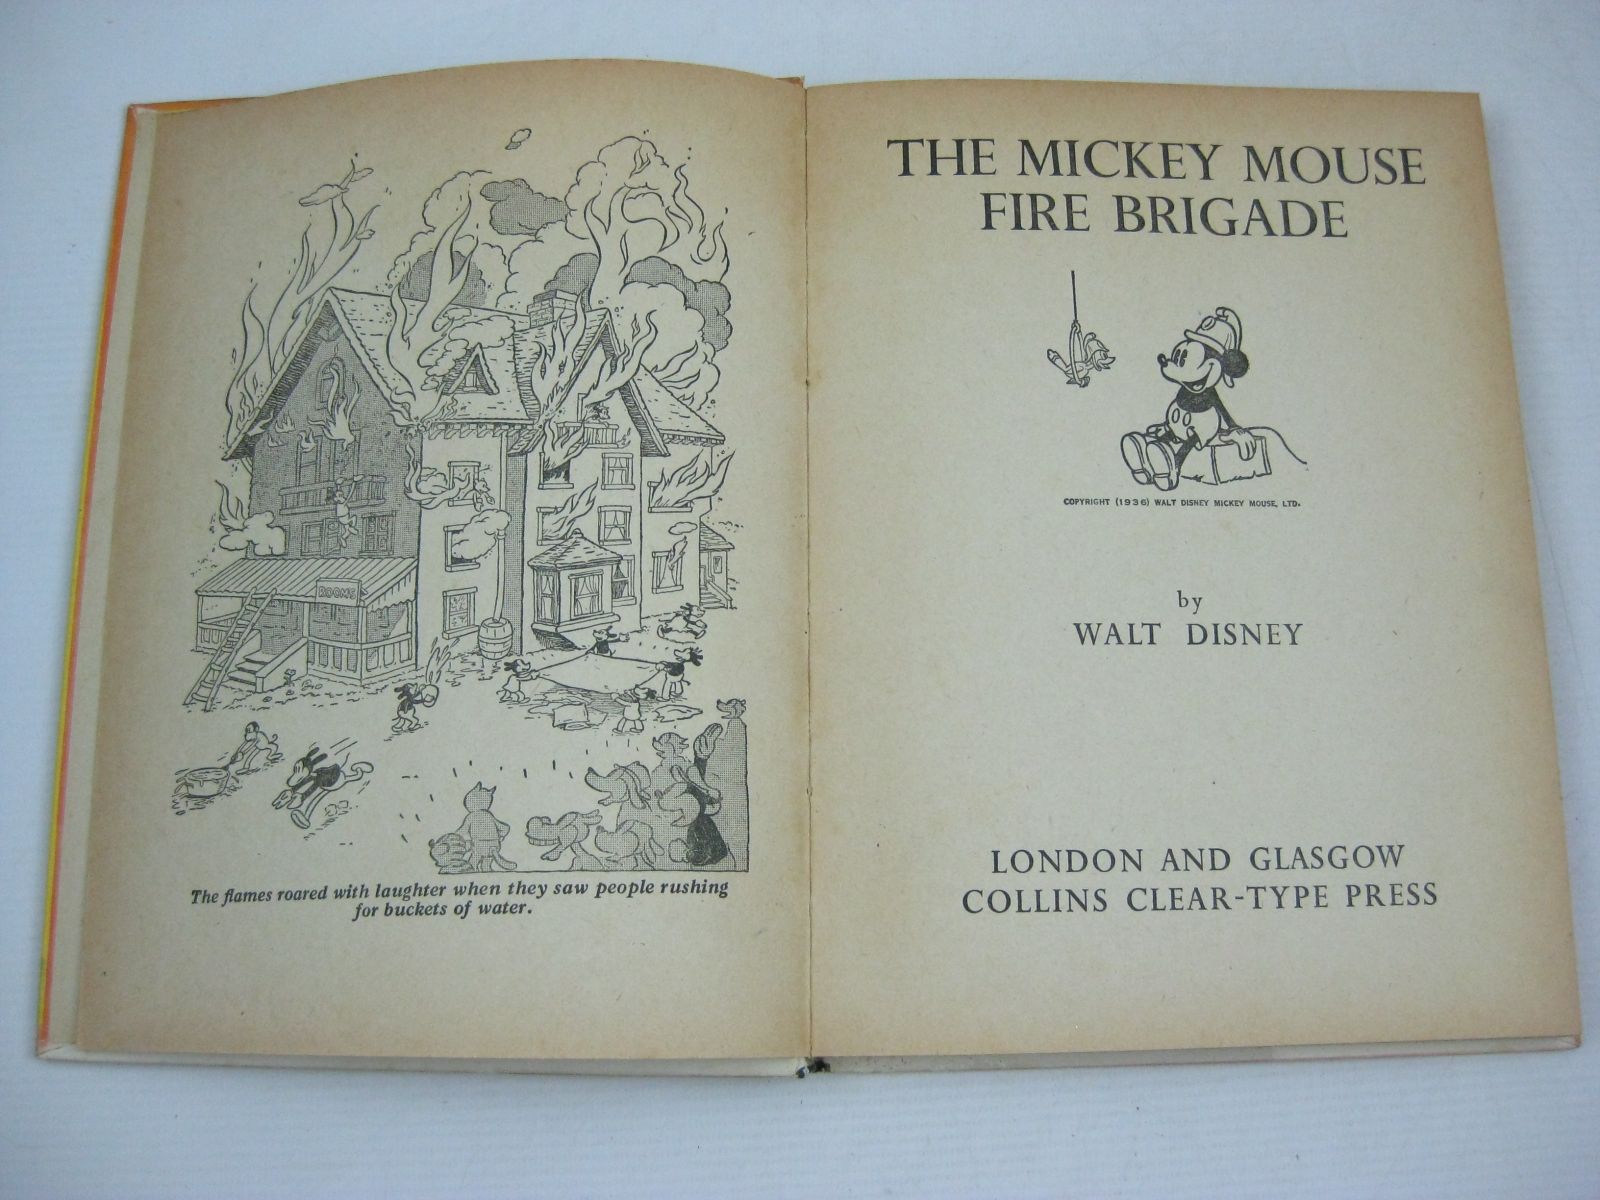 ROOMS
The flames roared with laughter when they saw people rushing
for buckets of water.
THE MICKEY MOUSE
FIRE BRIGADE
COPYRIGHT (1936) WALT DISNEY MICKEY MOUSE, LTD.
by
WALT DISNEY
LONDON AND GLASGOW
COLLINS CLEAR-TYPE PRESS